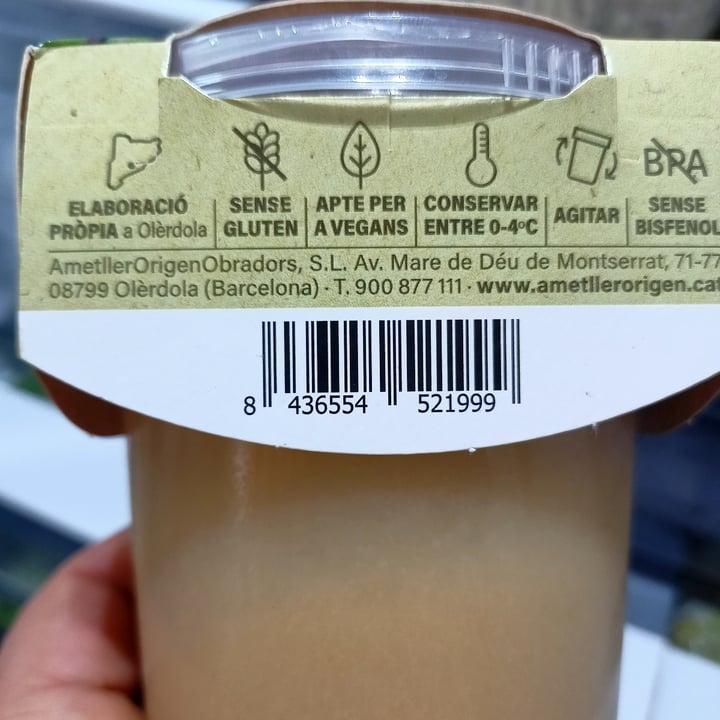 BRA
ELABORACIÓ
PRÒPIA a Olèrdola
SENSE
GLUTEN
APTE PER
A VEGANS
CONSERVAR
ENTRE 0-4ºC
AGITAR
SENSE
BISFENOL
AmetllerOrigenObradors, S.L. Av. Mare de Déu de Montserrat, 71-77
08799 Olèrdola (Barcelona) · T. 900 877 111 · www.ametllerorigen.cat
8 436554 521999